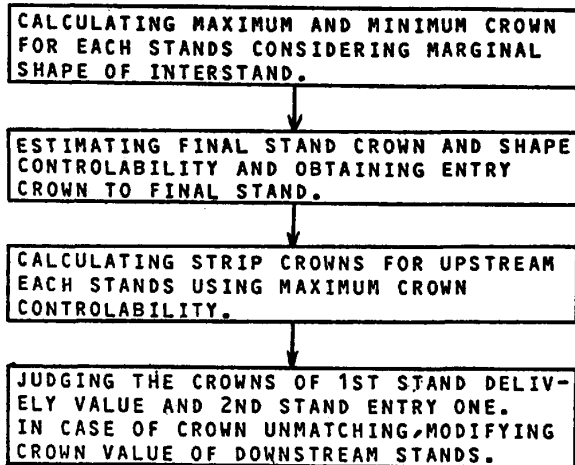 CALCULATING MAXIMUM AND MINIMUM CROWN
FOR EACH STANDS CONSIDERING MARGINAL
SHAPE OF INTERSTAND.
ESTIMATING FINAL STAND CROWN AND SHAPE
CONTROLABILITY AND OBTAINING ENTRY
CROWN TO FINAL STAND.
CALCULATING STRIP CROWNS FOR UPSTREAM
EACH STANDS USING MAXIMUM CROWN
CONTROLABILITY.
JUDGING THE CROWNS OF 1ST STAND DELIV-
ELY VALUE AND 2ND STAND ENTRY ONE.
IN CASE OF CROWN UNMATCHING,MODIFYING
CROWN VALUE OF DOWNSTREAM STANDS.